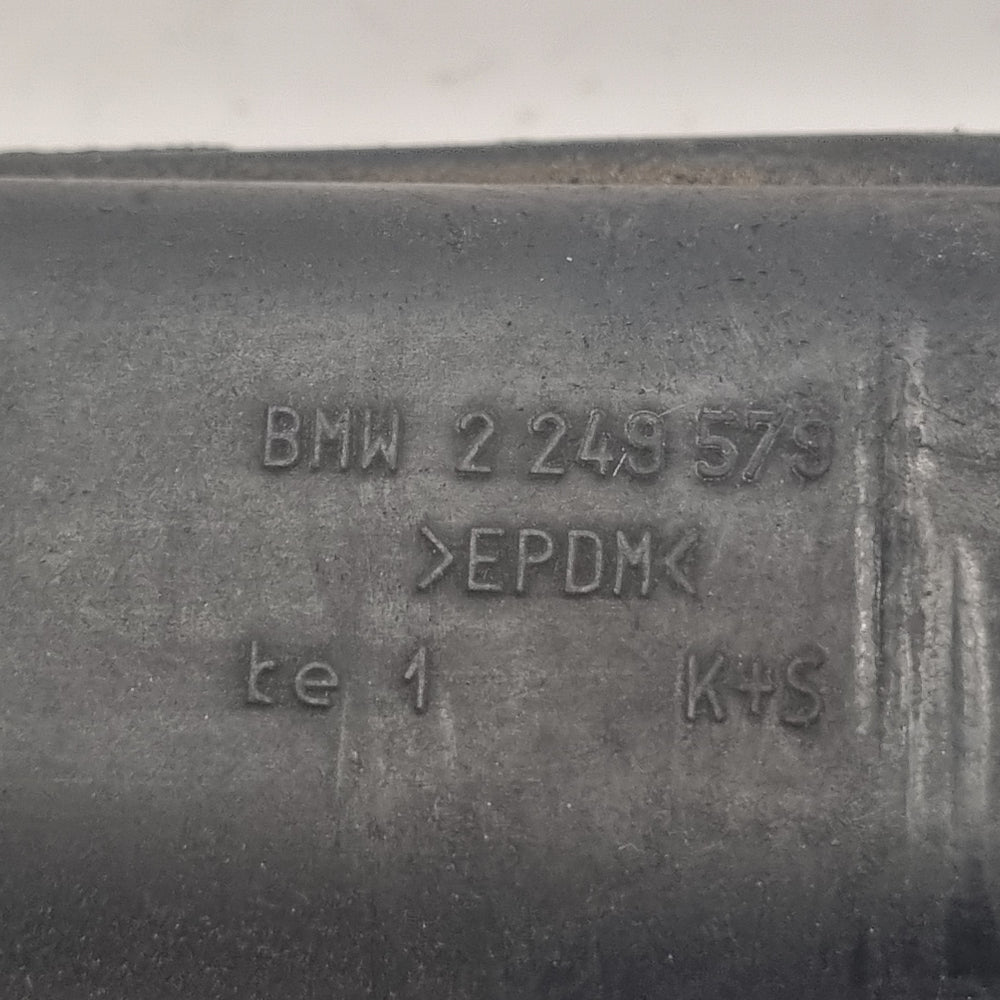 BMW 2 249 579
>EPDM<
ke 1 K+S